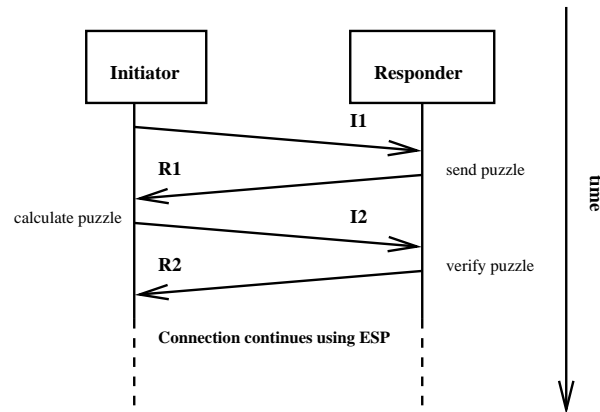 Initiator
Responder
I1
R1
send puzzle
time
calculate puzzle
I2
R2
verify puzzle
Connection continues using ESP